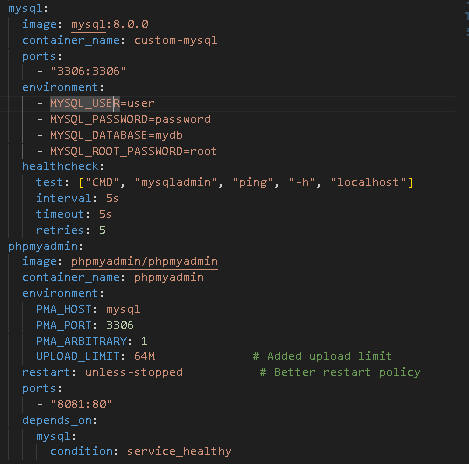 mysql:
  image: mysql:8.0.0
  container_name: custom-mysql
  ports:
    - "3306:3306"
  environment:
    - MYSQL_USER=user
    - MYSQL_PASSWORD=password
    - MYSQL_DATABASE=mydb
    - MYSQL_ROOT_PASSWORD=root
  healthcheck:
    test: ["CMD", "mysqladmin", "ping", "-h", "localhost"]
    interval: 5s
    timeout: 5s
    retries: 5
phpmyadmin:
  image: phpmyadmin/phpmyadmin
  container_name: phpmyadmin
  environment:
    PMA_HOST: mysql
    PMA_PORT: 3306
    PMA_ARBITRARY: 1
    UPLOAD_LIMIT: 64M              # Added upload limit
  restart: unless-stopped           # Better restart policy
  ports:
    - "8081:80"
  depends_on:
    mysql:
      condition: service_healthy